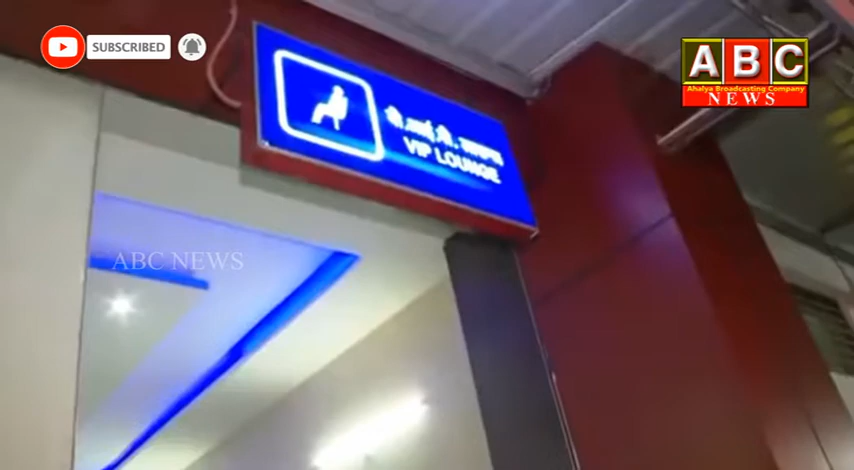 SUBSCRIBED
ABC
Ahalya Broadcasting Company
NEWS
VIP LOUNGE
ABC NEWS